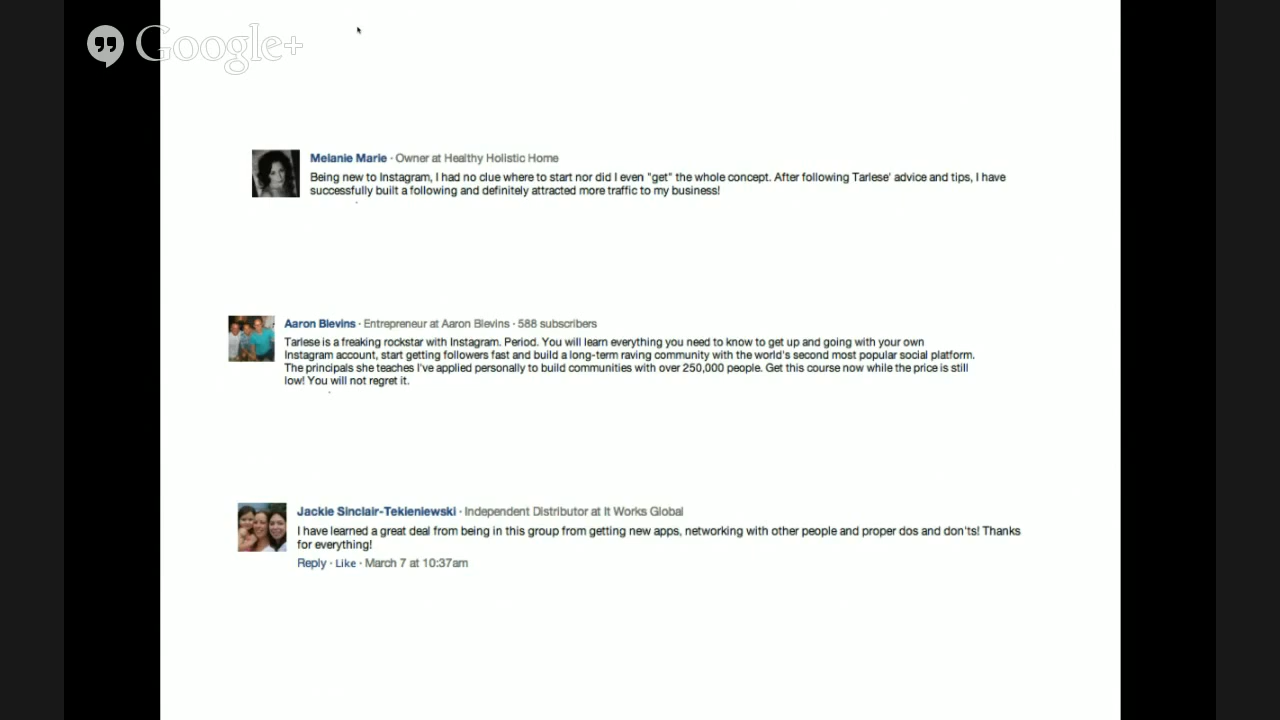 Google+
Melanie Marie · Owner at Healthy Holistic Home
Being new to Instagram, I had no clue where to start nor did I even "get" the whole concept. After following Tarlese' advice and tips, I have
successfully built a following and definitely attracted more traffic to my business!
Aaron Blevins · Entrepreneur at Aaron Blevins · 588 subscribers
Tarlese is a freaking rockstar with Instagram. Period. You will learn everything you need to know to get up and going with your own
Instagram account, start getting followers fast and build a long-term raving community with the world's second most popular social platform.
The principals she teaches I've applied personally to build communities with over 250,000 people. Get this course now while the price is still
low! You will not regret it.
Jackie Sinclair-Tekieniewski · Independent Distributor at It Works Global
I have learned a great deal from being in this group from getting new apps, networking with other people and proper dos and don'ts! Thanks
for everything!
Reply · Like · March 7 at 10:37am